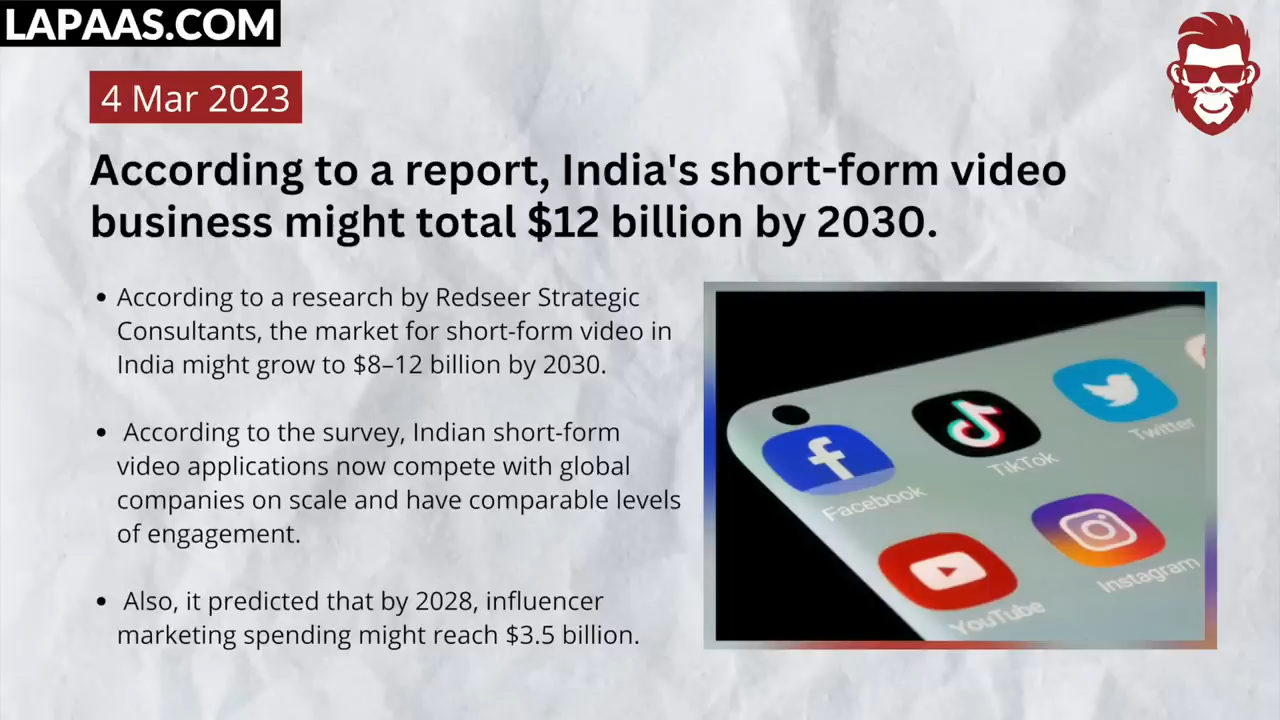 LAPAAS.COM
4 Mar 2023
According to a report, India's short-form video
business might total $12 billion by 2030.
• According to a research by Redseer Strategic
Consultants, the market for short-form video in
India might grow to $8–12 billion by 2030.
• According to the survey, Indian short-form
video applications now compete with global
companies on scale and have comparable levels
of engagement.
• Also, it predicted that by 2028, influencer
marketing spending might reach $3.5 billion.
Facebook
TikTok
Twitter
YouTube
Instagram